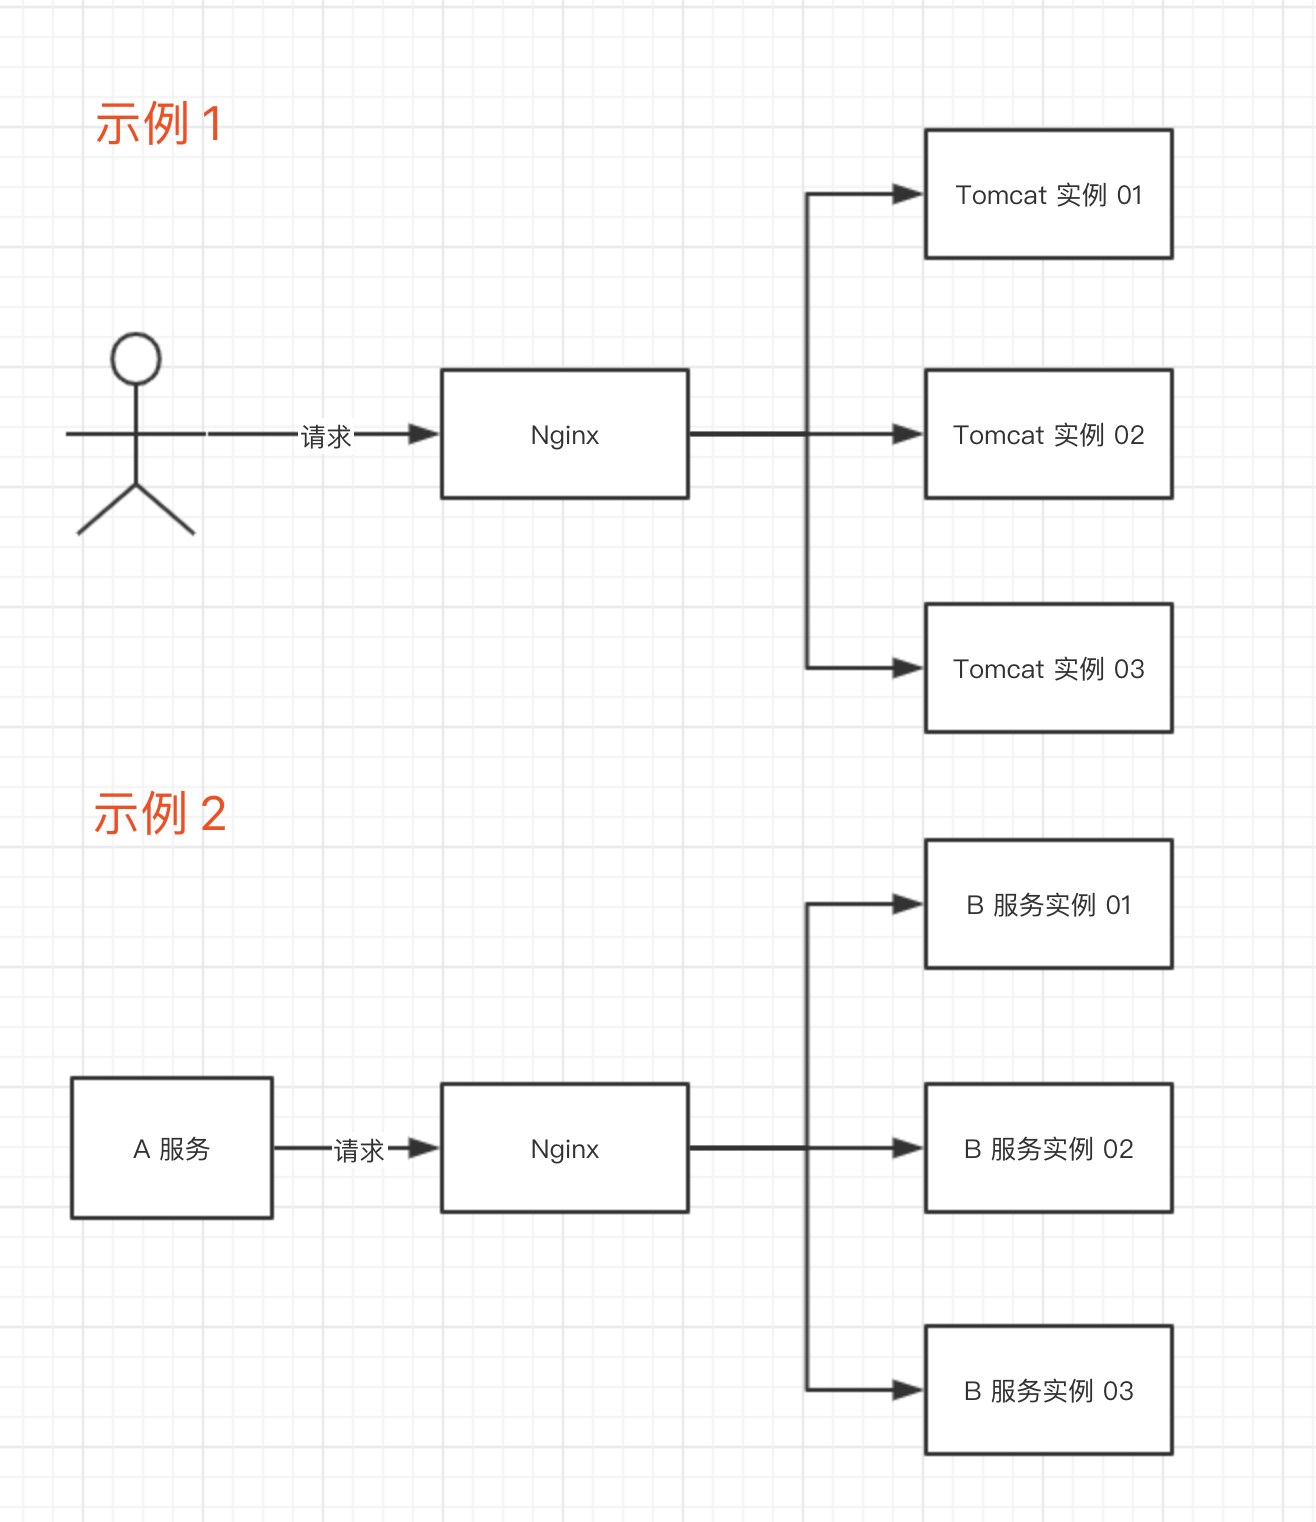 示例 1
Tomcat 实例 01
请求
Nginx
Tomcat 实例 02
Tomcat 实例 03
示例 2
B 服务实例 01
A 服务
请求
Nginx
B 服务实例 02
B 服务实例 03